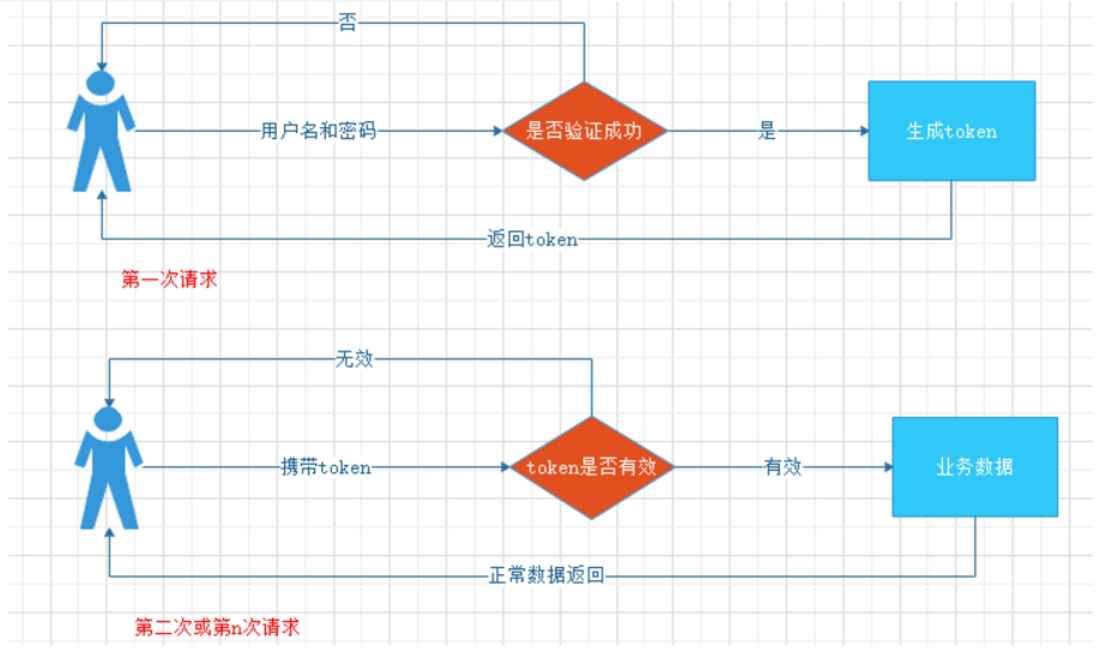 否
用户名和密码
是否验证成功
是
生成token
返回token
第一次请求
无效
携带token
token是否有效
有效
业务数据
正常数据返回
第二次或第n次请求